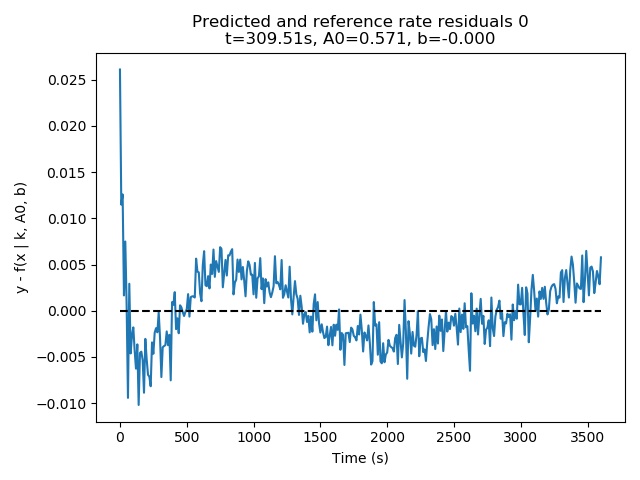 Predicted and reference rate residuals 0
t=309.51s, A0=0.571, b=-0.000
y - f(x | k, A0, b)
0.025
0.020
0.015
0.010
0.005
0.000
−0.005
−0.010
0 500 1000 1500 2000 2500 3000 3500
Time (s)